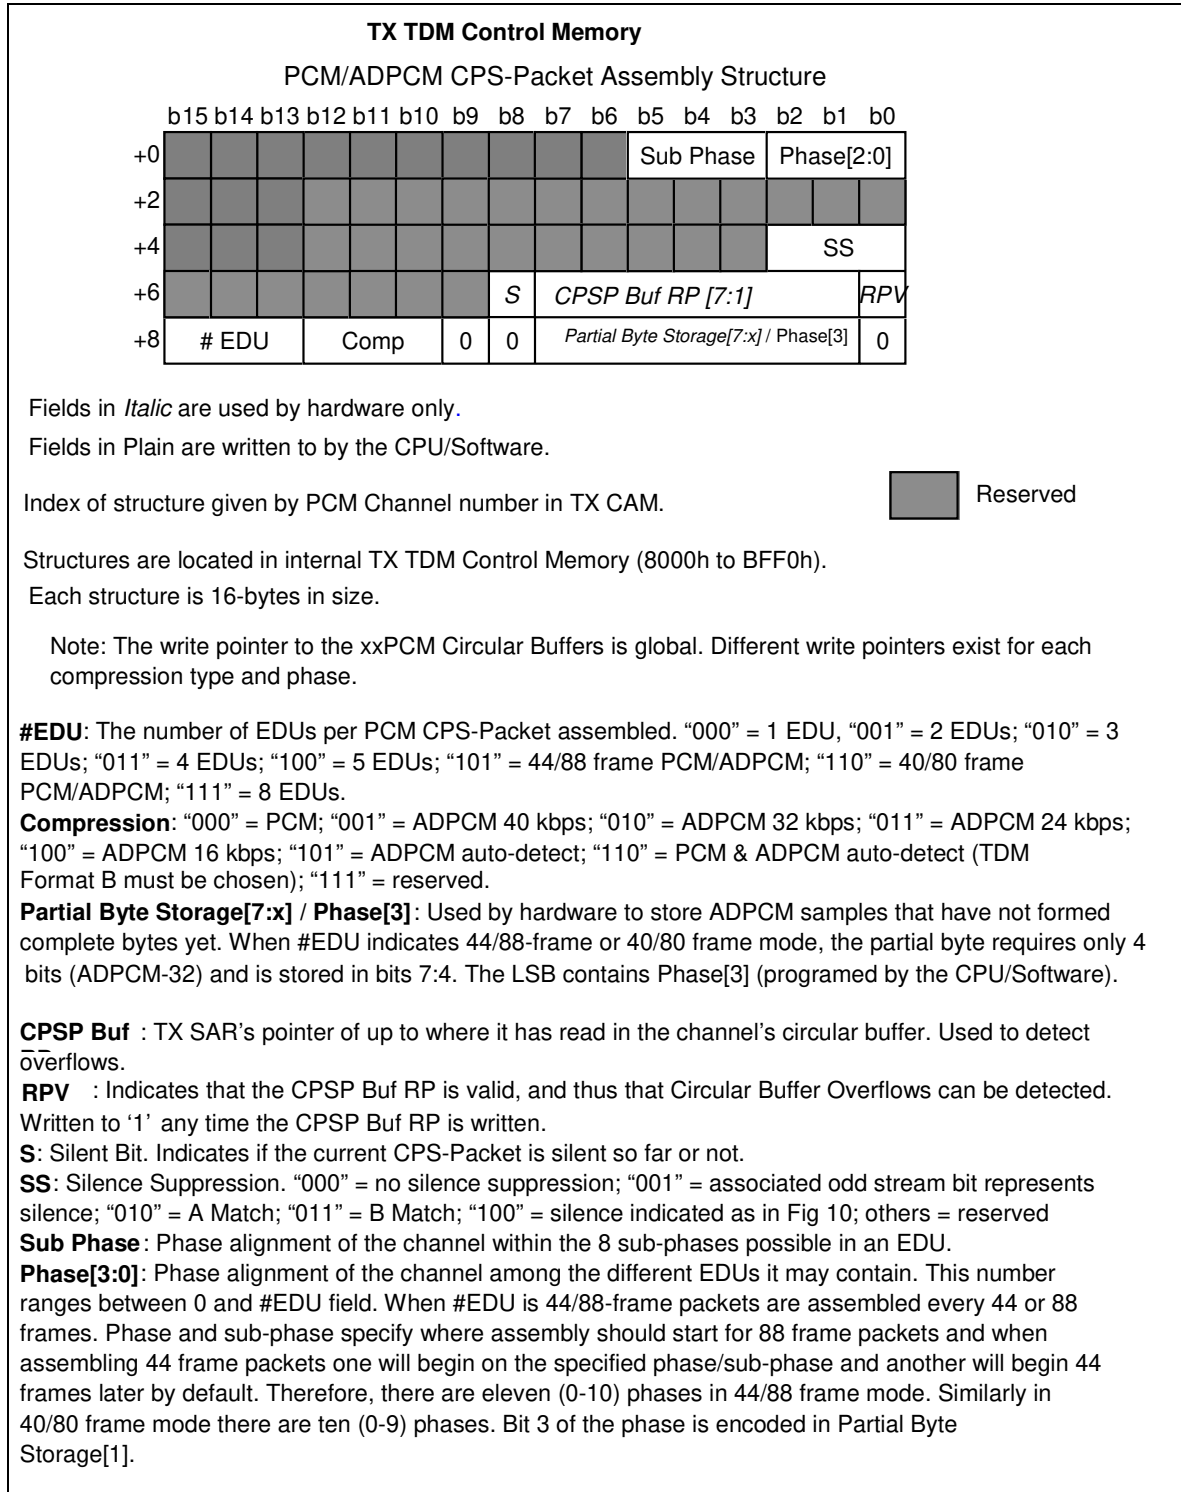 TX TDM Control Memory
PCM/ADPCM CPS-Packet Assembly Structure
b15 b14 b13 b12 b11 b10 b9 b8 b7 b6 b5 b4 b3 b2 b1 b0
+0 Sub Phase Phase[2:0]
+2
+4 SS
+6 S CPSP Buf RP [7:1] RPV
+8 # EDU Comp 0 0 Partial Byte Storage[7:x] / Phase[3] 0
Fields in Italic are used by hardware only.
Fields in Plain are written to by the CPU/Software.
Index of structure given by PCM Channel number in TX CAM.
Reserved
Structures are located in internal TX TDM Control Memory (8000h to BFF0h).
Each structure is 16-bytes in size.
Note: The write pointer to the xxPCM Circular Buffers is global. Different write pointers exist for each
compression type and phase.
#EDU: The number of EDUs per PCM CPS-Packet assembled. “000” = 1 EDU, “001” = 2 EDUs; “010” = 3
EDUs; “011” = 4 EDUs; “100” = 5 EDUs; “101” = 44/88 frame PCM/ADPCM; “110” = 40/80 frame
PCM/ADPCM; “111” = 8 EDUs.
Compression: “000” = PCM; “001” = ADPCM 40 kbps; “010” = ADPCM 32 kbps; “011” = ADPCM 24 kbps;
“100” = ADPCM 16 kbps; “101” = ADPCM auto-detect; “110” = PCM & ADPCM auto-detect (TDM
Format B must be chosen); “111” = reserved.
Partial Byte Storage[7:x] / Phase[3]: Used by hardware to store ADPCM samples that have not formed
complete bytes yet. When #EDU indicates 44/88-frame or 40/80 frame mode, the partial byte requires only 4
bits (ADPCM-32) and is stored in bits 7:4. The LSB contains Phase[3] (programed by the CPU/Software).
CPSP Buf : TX SAR’s pointer of up to where it has read in the channel’s circular buffer. Used to detect
overflows.
RPV : Indicates that the CPSP Buf RP is valid, and thus that Circular Buffer Overflows can be detected.
Written to ‘1’ any time the CPSP Buf RP is written.
S: Silent Bit. Indicates if the current CPS-Packet is silent so far or not.
SS: Silence Suppression. “000” = no silence suppression; “001” = associated odd stream bit represents
silence; “010” = A Match; “011” = B Match; “100” = silence indicated as in Fig 10; others = reserved
Sub Phase: Phase alignment of the channel within the 8 sub-phases possible in an EDU.
Phase[3:0]: Phase alignment of the channel among the different EDUs it may contain. This number
ranges between 0 and #EDU field. When #EDU is 44/88-frame packets are assembled every 44 or 88
frames. Phase and sub-phase specify where assembly should start for 88 frame packets and when
assembling 44 frame packets one will begin on the specified phase/sub-phase and another will begin 44
frames later by default. Therefore, there are eleven (0-10) phases in 44/88 frame mode. Similarly in
40/80 frame mode there are ten (0-9) phases. Bit 3 of the phase is encoded in Partial Byte
Storage[1].